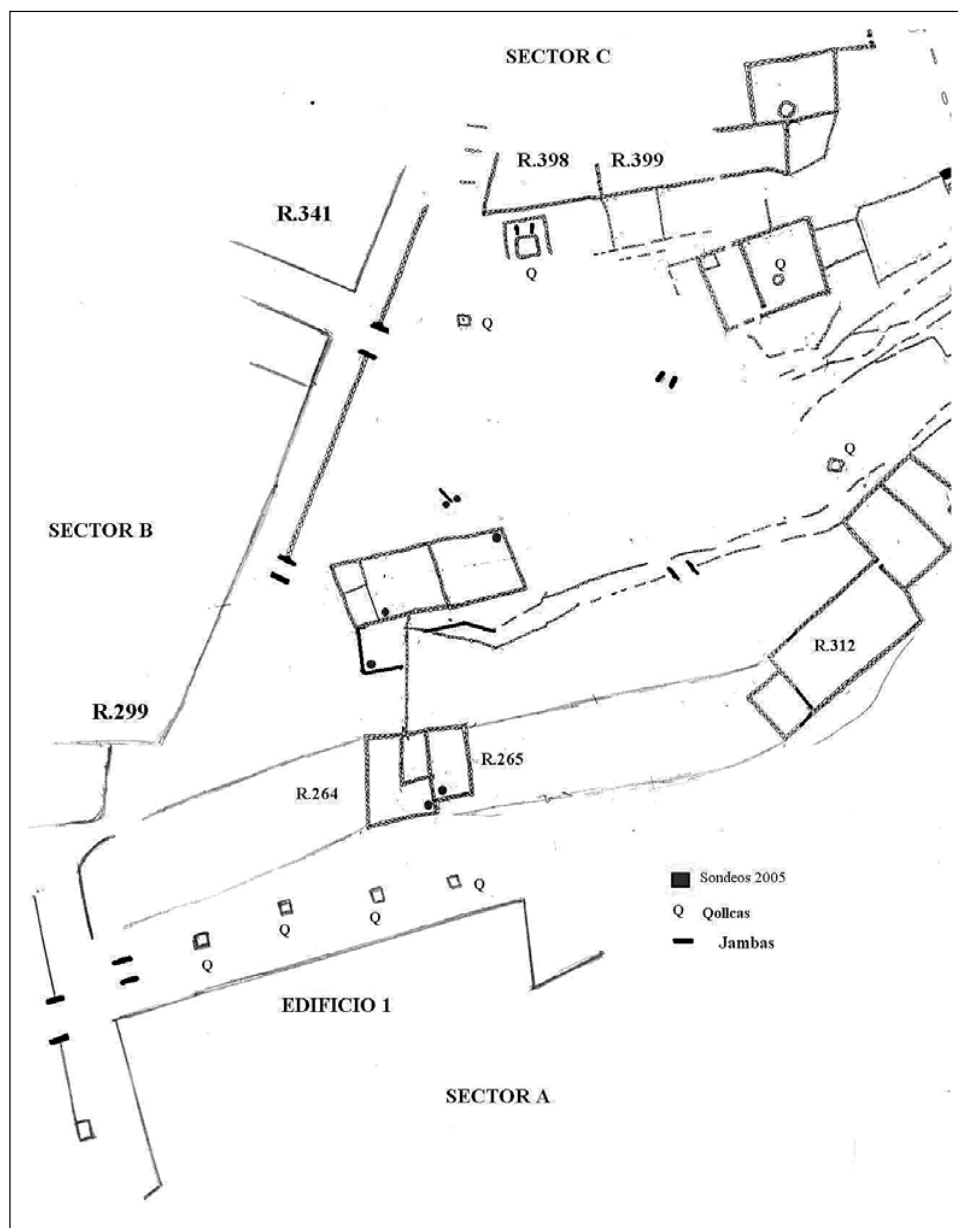 SECTOR C
R.398 R.399
R.341
Q
Q
Q
Q
SECTOR B
R.299
R.312
R.265
R.264
Sondeos 2005
Q Qollcas
Jambas
Q
Q
Q
Q
EDIFICIO 1
SECTOR A